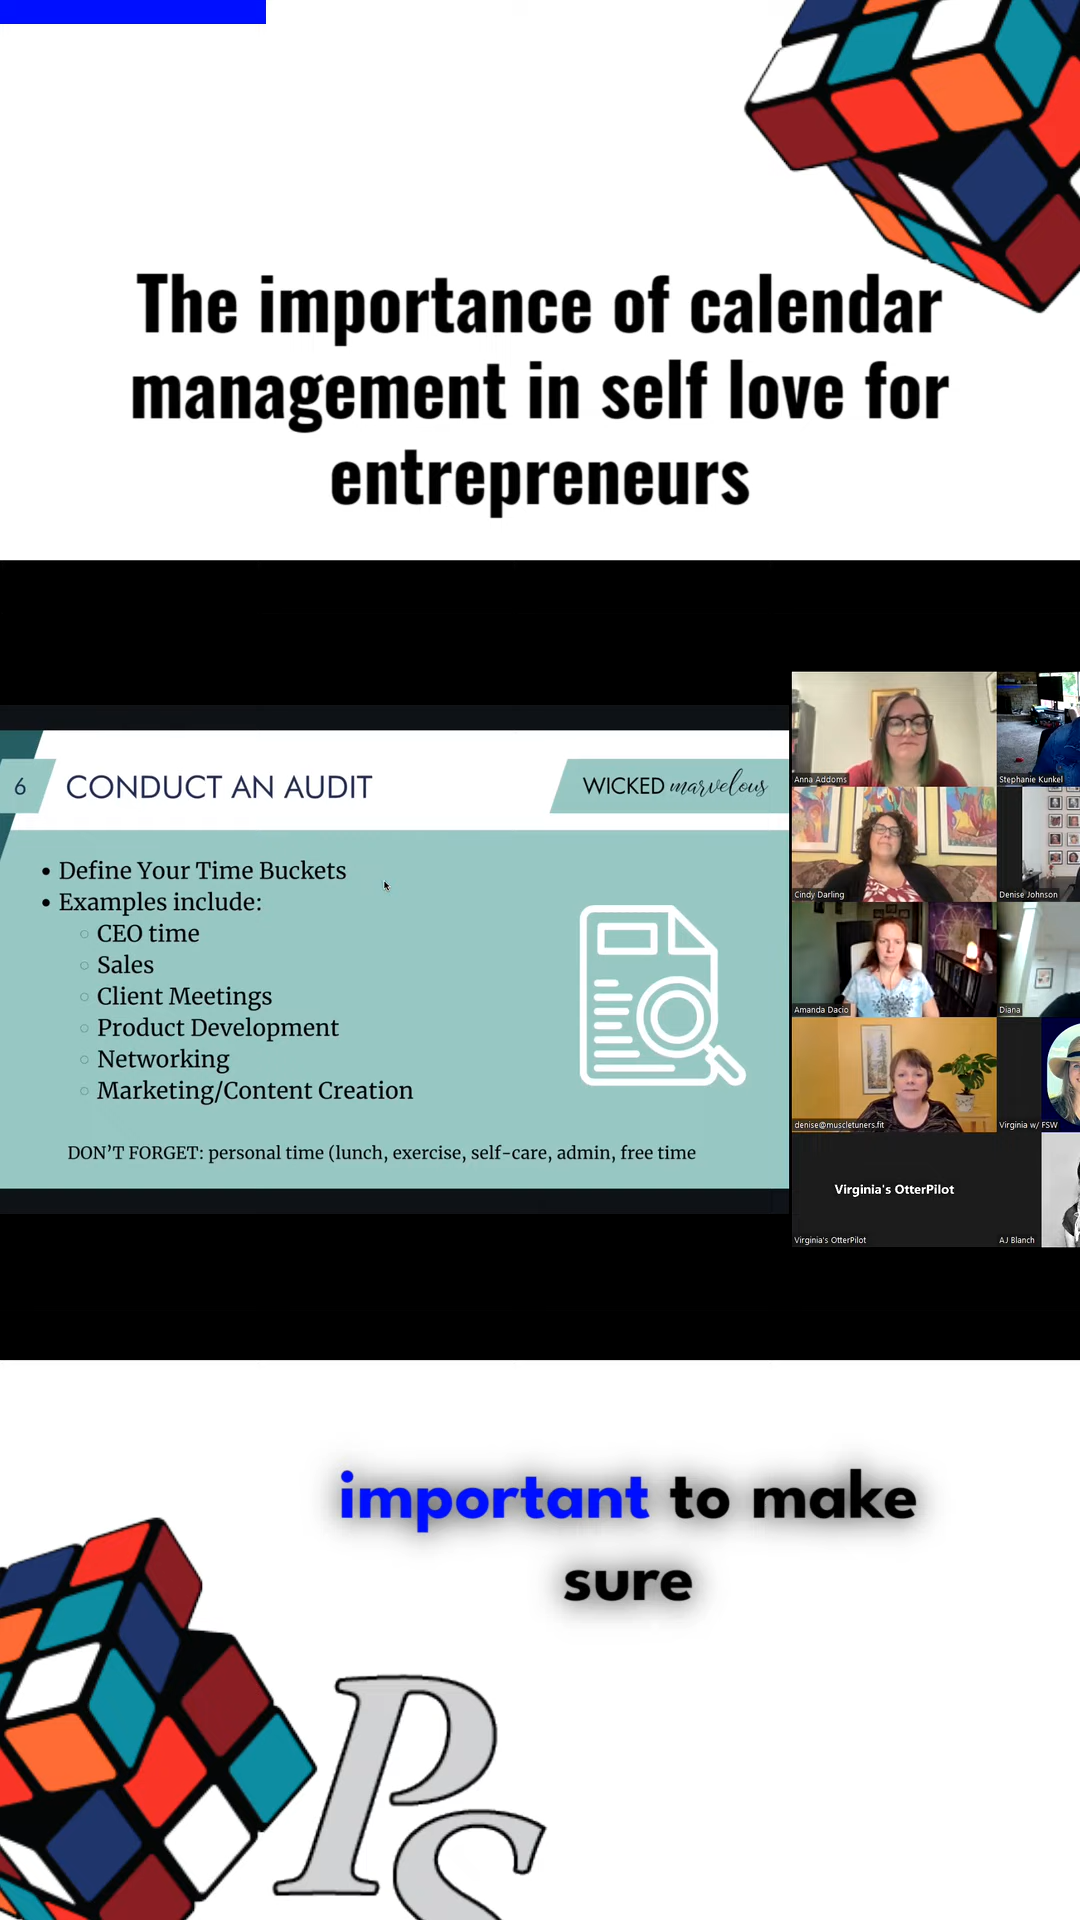 The importance of calendar
management in self love for
entrepreneurs
6
CONDUCT AN AUDIT
WICKED marvelous
• Define Your Time Buckets
• Examples include:
○ CEO time
○ Sales
○ Client Meetings
○ Product Development
○ Networking
○ Marketing/Content Creation
DON'T FORGET: personal time (lunch, exercise, self-care, admin, free time
Anna Addoms
Stephanie Kunkel
Cindy Darling
Denise Johnson
Amanda Dacio
Diana
denise@muscletuners.fit
Virginia w/ FSW
Virginia's OtterPilot
Virginia's OtterPilot
AJ Blanch
important to make
sure
PS